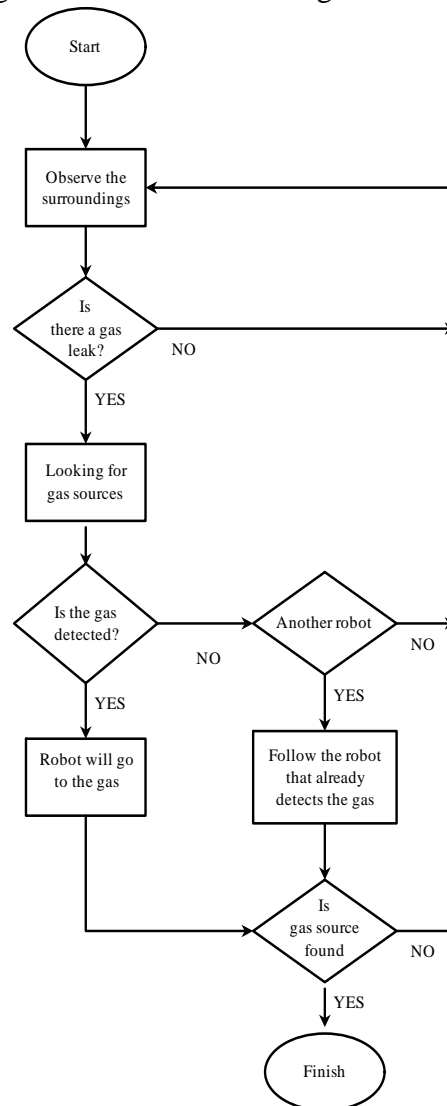 Start
Observe the
surroundings
Is
there a gas
leak?
NO
YES
Looking for
gas sources
Is the gas
detected?
NO
Another robot
NO
YES
YES
Robot will go
to the gas
Follow the robot
that already
detects the gas
Is
gas source
found
NO
YES
Finish